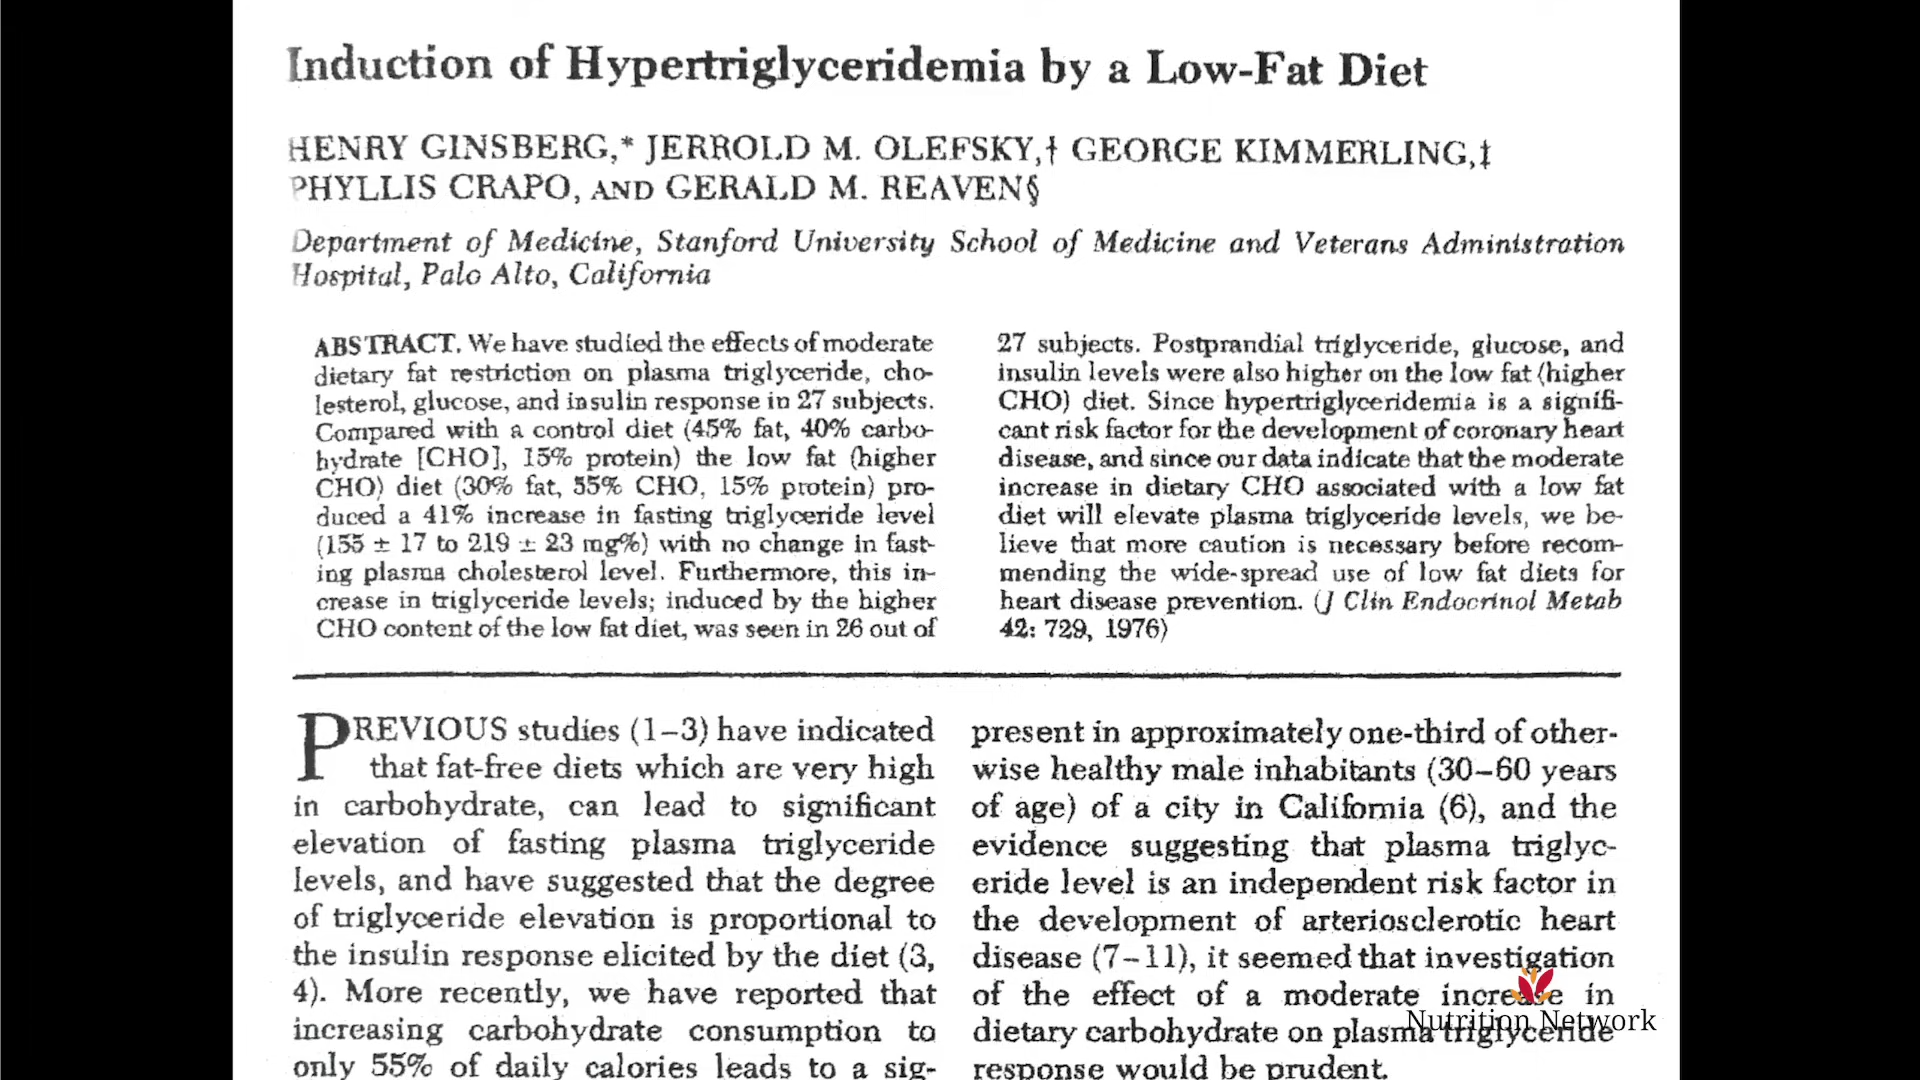 Induction of Hypertriglyceridemia by a Low-Fat Diet
HENRY GINSBERG,* JERROLD M. OLEFSKY,† GEORGE KIMMERLING,‡
PHYLLIS CRAPO, AND GERALD M. REAVEN§
Department of Medicine, Stanford University School of Medicine and Veterans Administration
Hospital, Palo Alto, California
ABSTRACT. We have studied the effects of moderate
dietary fat restriction on plasma triglyceride, cho-
lesterol, glucose, and insulin response in 27 subjects.
Compared with a control diet (45% fat, 40% carbo-
hydrate [CHO], 15% protein) the low fat (higher
CHO) diet (30% fat, 55% CHO, 15% protein) pro-
duced a 41% increase in fasting triglyceride level
(155 ± 17 to 219 ± 23 mg%) with no change in fast-
ing plasma cholesterol level. Furthermore, this in-
crease in triglyceride levels; induced by the higher
CHO content of the low fat diet, was seen in 26 out of
27 subjects. Postprandial triglyceride, glucose, and
insulin levels were also higher on the low fat (higher
CHO) diet. Since hypertriglyceridemia is a signifi-
cant risk factor for the development of coronary heart
disease, and since our data indicate that the moderate
increase in dietary CHO associated with a low fat
diet will elevate plasma triglyceride levels, we be-
lieve that more caution is necessary before recom-
mending the wide-spread use of low fat diets for
heart disease prevention. (J Clin Endocrinol Metab
42: 729, 1976)
PREVIOUS studies (1–3) have indicated
that fat-free diets which are very high
in carbohydrate, can lead to significant
elevation of fasting plasma triglyceride
levels, and have suggested that the degree
of triglyceride elevation is proportional to
the insulin response elicited by the diet (3,
4). More recently, we have reported that
increasing carbohydrate consumption to
only 55% of daily calories leads to a sig-
present in approximately one-third of other-
wise healthy male inhabitants (30–60 years
of age) of a city in California (6), and the
evidence suggesting that plasma triglyc-
eride level is an independent risk factor in
the development of arteriosclerotic heart
disease (7–11), it seemed that investigation
of the effect of a moderate increase in
dietary carbohydrate on plasma triglyceride
response would be prudent.
Nutrition Network